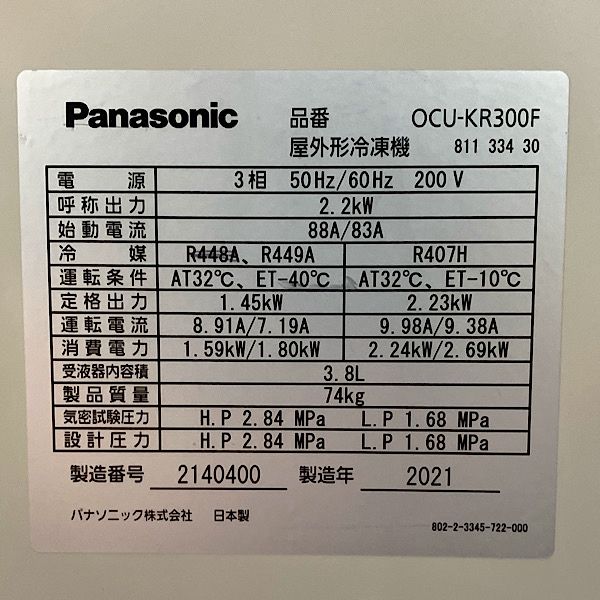 Panasonic 品番 OCU-KR300F
屋外形冷凍機 811 334 30
電源 3相 50Hz/60Hz 200V
呼称出力 2.2kW
始動電流 88A/83A
冷媒 R448A、R449A R407H
運転条件 AT32℃、ET-40℃ AT32℃、ET-10℃
定格出力 1.45kW 2.23kW
運転電流 8.91A/7.19A 9.98A/9.38A
消費電力 1.59kW/1.80kW 2.24kW/2.69kW
受液器内容積 3.8L
製品質量 74kg
気密試験圧力 H.P 2.84 MPa L.P 1.68 MPa
設計圧力 H.P 2.84 MPa L.P 1.68 MPa
製造番号 2140400 製造年 2021
パナソニック株式会社 日本製 802-2-3345-722-000